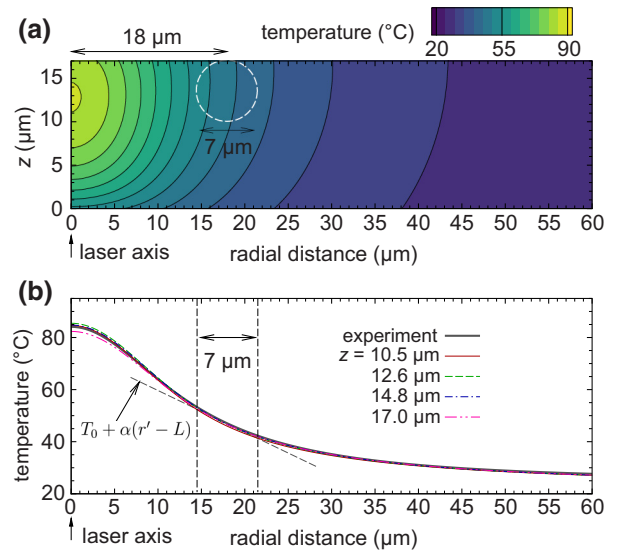 (a)
temperature (°C)
18 µm
20 55 90
7 µm
z (µm)
15
10
5
0
0 5 10 15 20 25 30 35 40 45 50 55 60
laser axis
radial distance (µm)
(b)
80
60
40
20
temperature (°C)
7 µm
experiment
z = 10.5 µm
12.6 µm
14.8 µm
17.0 µm
T₀ + α(r′ − L)
0 5 10 15 20 25 30 35 40 45 50 55 60
laser axis
radial distance (µm)